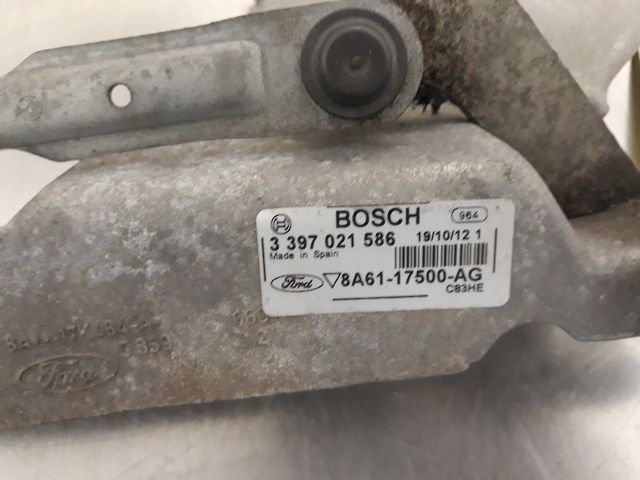 BOSCH 964
3 397 021 586 19/10/12 1
Made in Spain
Ford ▽8A61-17500-AG
C83HE
Ford